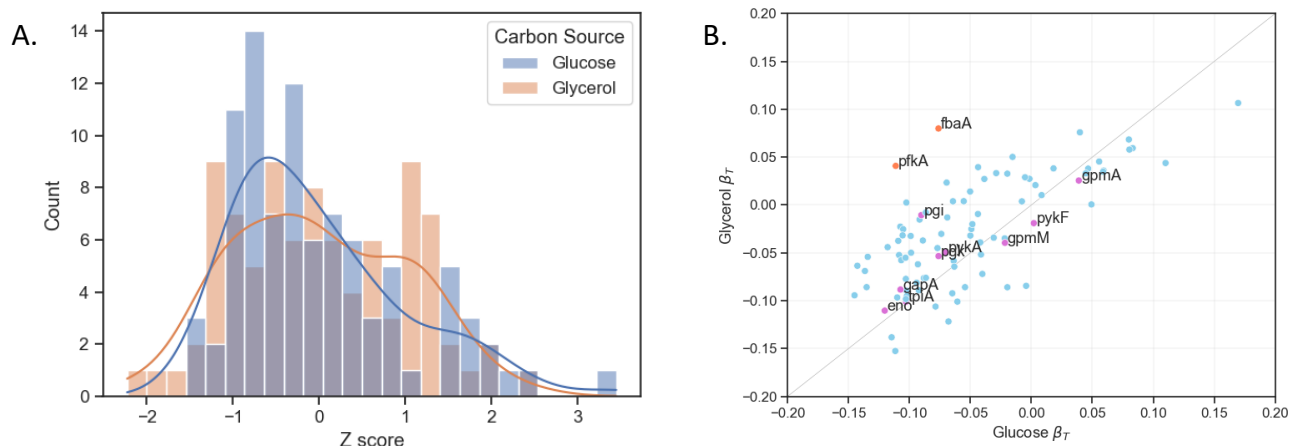 A.
Carbon Source
Glucose
Glycerol
14
12
10
8
6
4
2
0
Count
−2
−1
0
1
2
3
Z score
B.
0.20
0.15
0.10
0.05
0.00
−0.05
−0.10
−0.15
−0.20
Glycerol βT
fbaA
pfkA
gpmA
pgi
pykF
gpmM
pykA
pgk
gapA
tpiA
eno
−0.20
−0.15
−0.10
−0.05
0.00
0.05
0.10
0.15
0.20
Glucose βT